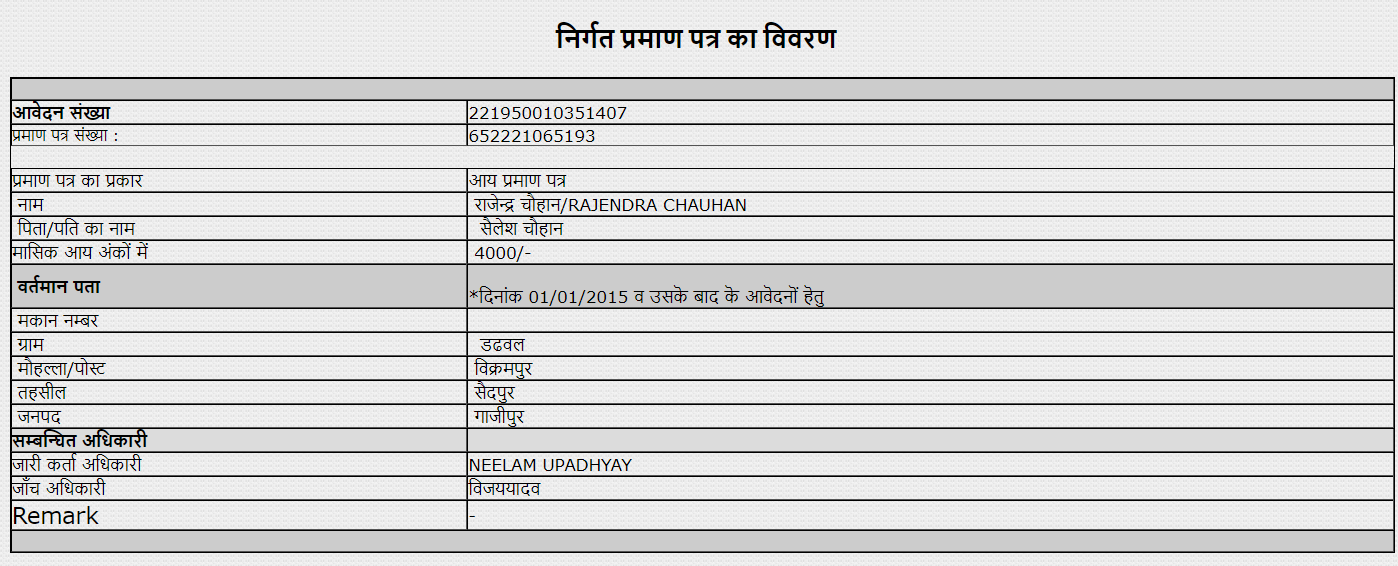 निर्गत प्रमाण पत्र का विवरण
आवेदन संख्या 221950010351407
प्रमाण पत्र संख्या : 652221065193
प्रमाण पत्र का प्रकार आय प्रमाण पत्र
नाम राजेन्द्र चौहान/RAJENDRA CHAUHAN
पिता/पति का नाम सैलेश चौहान
मासिक आय अंकों में 4000/-
वर्तमान पता *दिनांक 01/01/2015 व उसकॆ बाद कॆ आवॆदनॊं हॆतु
मकान नम्बर
ग्राम डढवल
मौहल्ला/पोस्ट विक्रमपुर
तहसील सैदपुर
जनपद गाजीपुर
सम्बन्धित अधिकारी
जारी कर्ता अधिकारी NEELAM UPADHYAY
जाँच अधिकारी विजययादव
Remark -